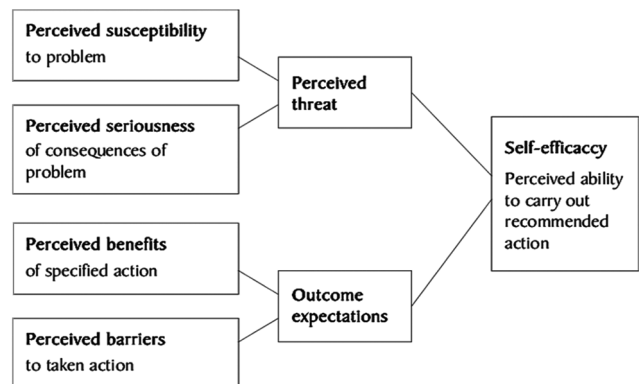 Perceived susceptibility
to problem
Perceived seriousness
of consequences of
problem
Perceived benefits
of specified action
Perceived barriers
to taken action
Perceived
threat
Outcome
expectations
Self-efficaccy
Perceived ability
to carry out
recommended
action